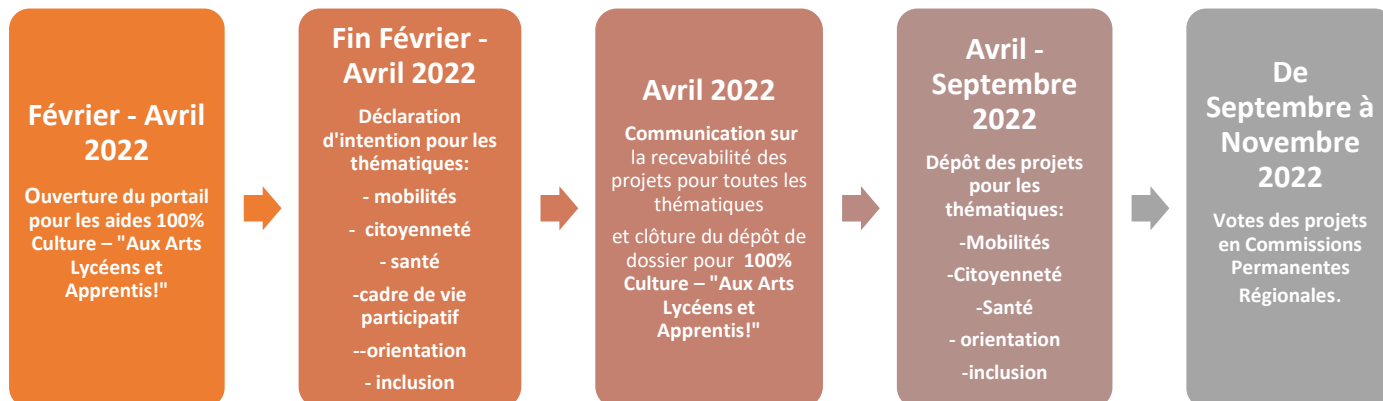 Février - Avril
2022
Ouverture du portail
pour les aides 100%
Culture – "Aux Arts
Lycéens et
Apprentis!"
Fin Février -
Avril 2022
Déclaration
d'intention pour les
thématiques:
- mobilités
- citoyenneté
- santé
-cadre de vie
participatif
--orientation
- inclusion
Avril 2022
Communication sur
la recevabilité des
projets pour toutes les
thématiques
et clôture du dépôt de
dossier pour 100%
Culture – "Aux Arts
Lycéens et
Apprentis!"
Avril -
Septembre
2022
Dépôt des projets
pour les
thématiques:
-Mobilités
-Citoyenneté
-Santé
- orientation
-inclusion
De
Septembre à
Novembre
2022
Votes des projets
en Commissions
Permanentes
Régionales.